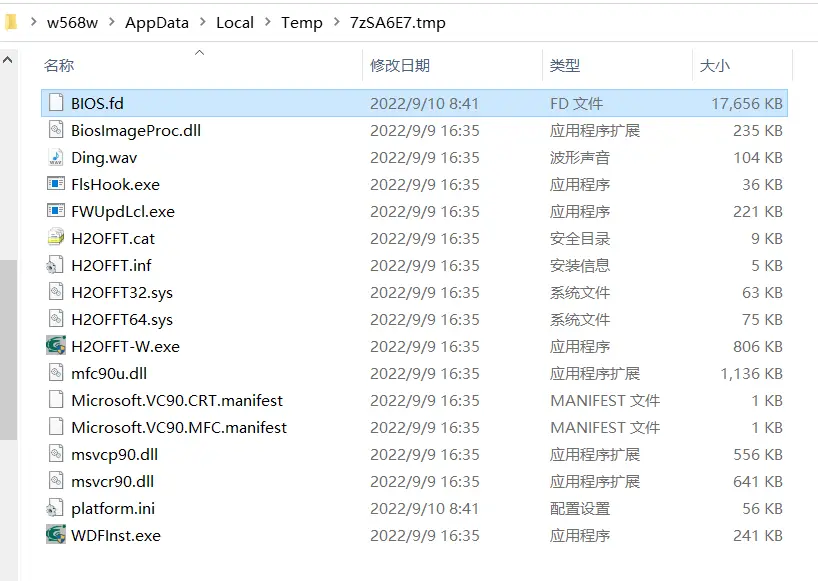 w568w > AppData > Local > Temp > 7zSA6E7.tmp
名称 修改日期 类型 大小
BIOS.fd 2022/9/10 8:41 FD 文件 17,656 KB
BiosImageProc.dll 2022/9/9 16:35 应用程序扩展 235 KB
Ding.wav 2022/9/9 16:35 波形声音 104 KB
FlsHook.exe 2022/9/9 16:35 应用程序 36 KB
FWUpdLcl.exe 2022/9/9 16:35 应用程序 221 KB
H2OFFT.cat 2022/9/9 16:35 安全目录 9 KB
H2OFFT.inf 2022/9/9 16:35 安装信息 5 KB
H2OFFT32.sys 2022/9/9 16:35 系统文件 63 KB
H2OFFT64.sys 2022/9/9 16:35 系统文件 75 KB
H2OFFT-W.exe 2022/9/9 16:35 应用程序 806 KB
mfc90u.dll 2022/9/9 16:35 应用程序扩展 1,136 KB
Microsoft.VC90.CRT.manifest 2022/9/9 16:35 MANIFEST 文件 1 KB
Microsoft.VC90.MFC.manifest 2022/9/9 16:35 MANIFEST 文件 1 KB
msvcp90.dll 2022/9/9 16:35 应用程序扩展 556 KB
msvcr90.dll 2022/9/9 16:35 应用程序扩展 641 KB
platform.ini 2022/9/10 8:41 配置设置 56 KB
WDFInst.exe 2022/9/9 16:35 应用程序 241 KB